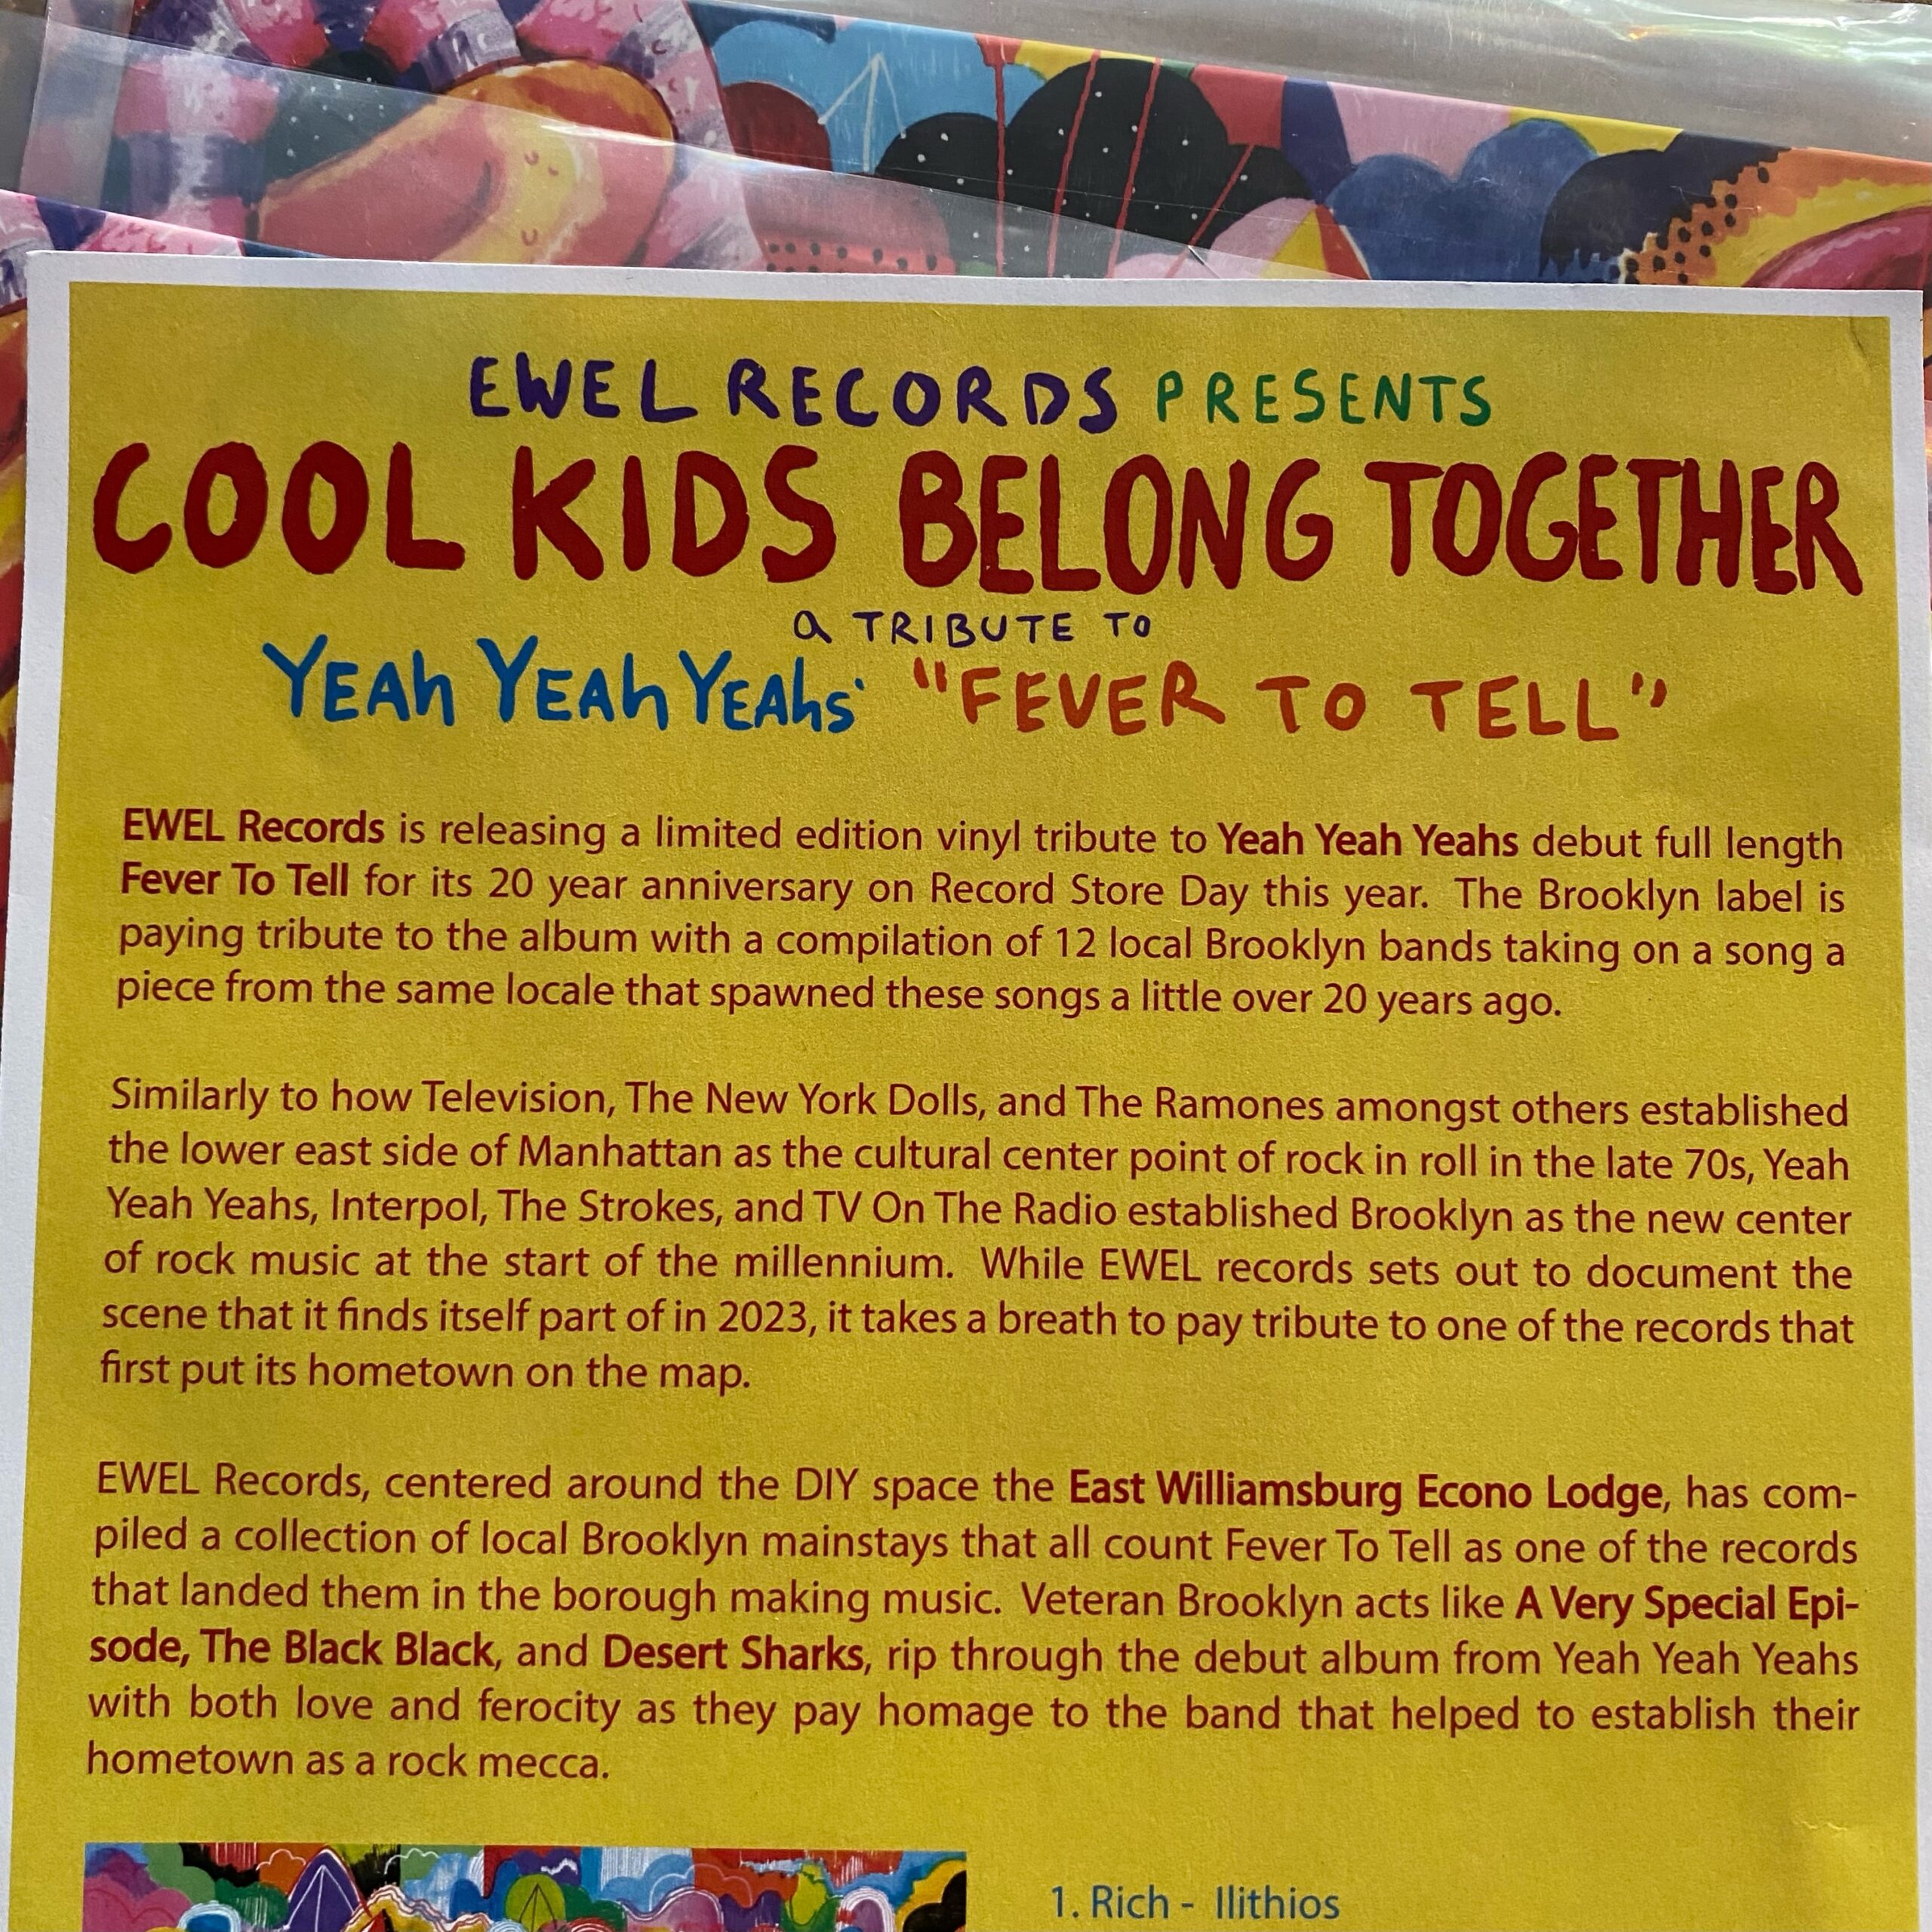 EWEL RECORDS PRESENTS
COOL KIDS BELONG TOGETHER
a TRIBUTE TO
YEAh YEAh YEAhs' "FEVER TO TELL"
EWEL Records is releasing a limited edition vinyl tribute to Yeah Yeah Yeahs debut full length
Fever To Tell for its 20 year anniversary on Record Store Day this year. The Brooklyn label is
paying tribute to the album with a compilation of 12 local Brooklyn bands taking on a song a
piece from the same locale that spawned these songs a little over 20 years ago.
Similarly to how Television, The New York Dolls, and The Ramones amongst others established
the lower east side of Manhattan as the cultural center point of rock in roll in the late 70s, Yeah
Yeah Yeahs, Interpol, The Strokes, and TV On The Radio established Brooklyn as the new center
of rock music at the start of the millennium. While EWEL records sets out to document the
scene that it finds itself part of in 2023, it takes a breath to pay tribute to one of the records that
first put its hometown on the map.
EWEL Records, centered around the DIY space the East Williamsburg Econo Lodge, has com-
piled a collection of local Brooklyn mainstays that all count Fever To Tell as one of the records
that landed them in the borough making music. Veteran Brooklyn acts like A Very Special Epi-
sode, The Black Black, and Desert Sharks, rip through the debut album from Yeah Yeah Yeahs
with both love and ferocity as they pay homage to the band that helped to establish their
hometown as a rock mecca.
1. Rich - Ilithios